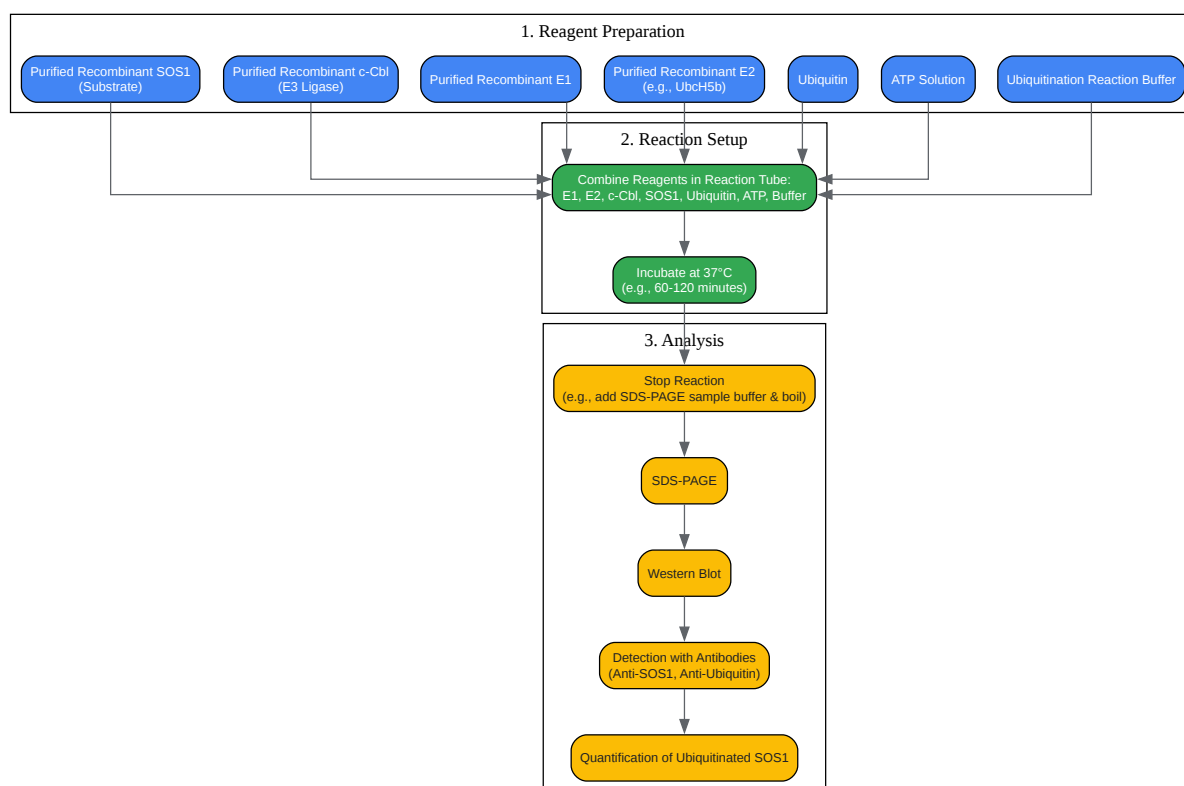 1. Reagent Preparation
Purified Recombinant SOS1
(Substrate)
Purified Recombinant c-Cbl
(E3 Ligase)
Purified Recombinant E1
Purified Recombinant E2
(e.g., UbcH5b)
Ubiquitin
ATP Solution
Ubiquitination Reaction Buffer
2. Reaction Setup
Combine Reagents in Reaction Tube:
E1, E2, c-Cbl, SOS1, Ubiquitin, ATP, Buffer
Incubate at 37°C
(e.g., 60-120 minutes)
3. Analysis
Stop Reaction
(e.g., add SDS-PAGE sample buffer & boil)
SDS-PAGE
Western Blot
Detection with Antibodies
(Anti-SOS1, Anti-Ubiquitin)
Quantification of Ubiquitinated SOS1